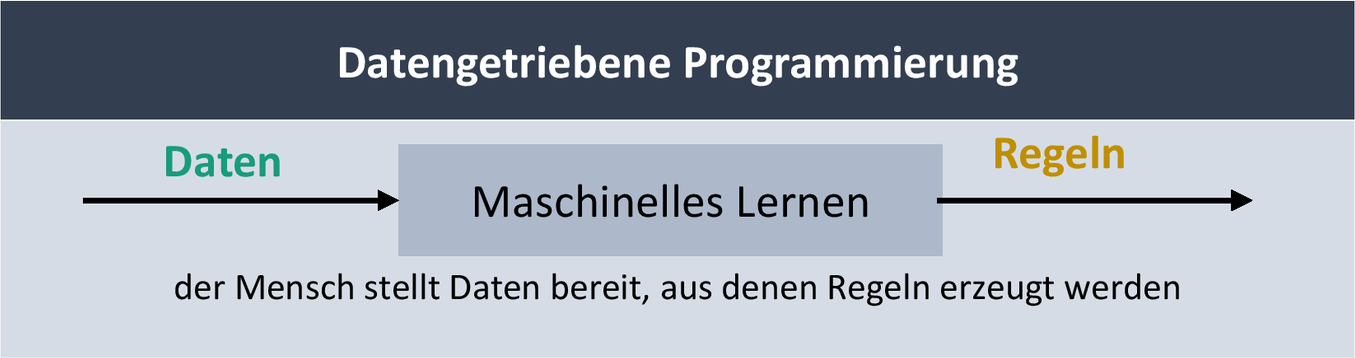 Datengetriebene Programmierung
Daten
Regeln
Maschinelles Lernen
der Mensch stellt Daten bereit, aus denen Regeln erzeugt werden